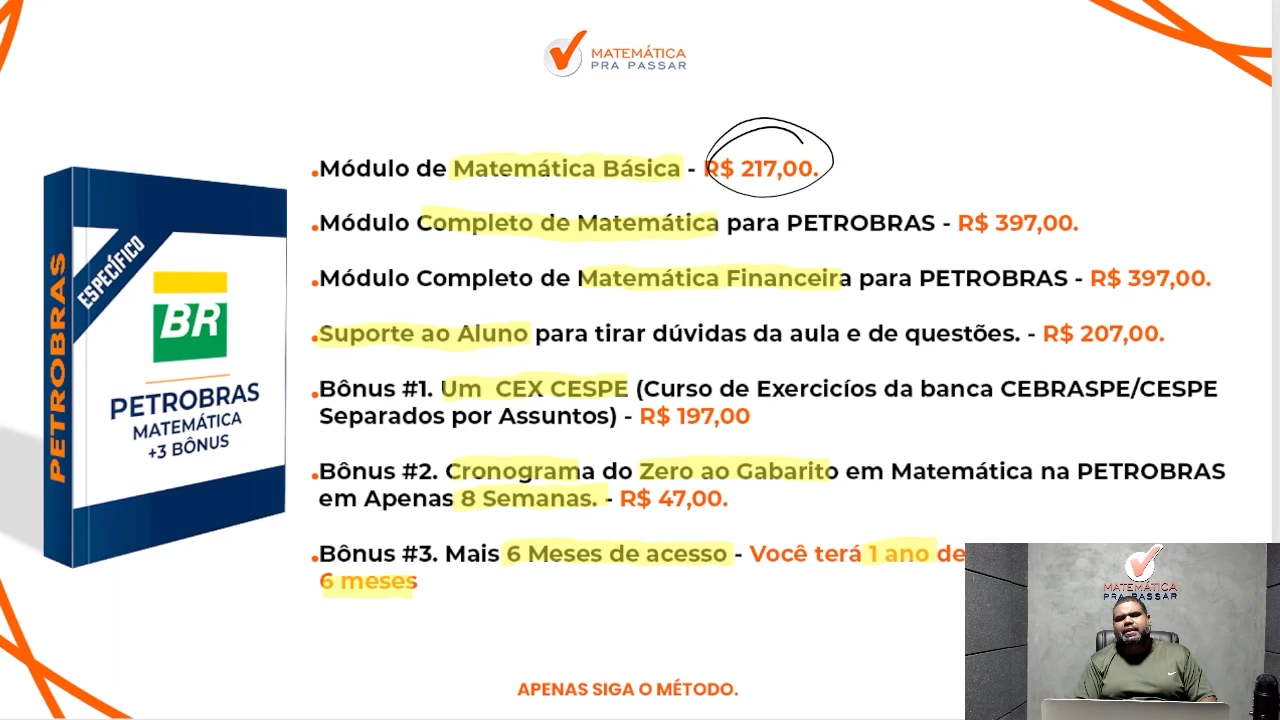 MATEMÁTICA
PRA PASSAR
.Módulo de Matemática Básica - R$ 217,00.
.Módulo Completo de Matemática para PETROBRAS - R$ 397,00.
.Módulo Completo de Matemática Financeira para PETROBRAS - R$ 397,00.
.Suporte ao Aluno para tirar dúvidas da aula e de questões. - R$ 207,00.
.Bônus #1. Um CEX CESPE (Curso de Exercicíos da banca CEBRASPE/CESPE
Separados por Assuntos) - R$ 197,00
.Bônus #2. Cronograma do Zero ao Gabarito em Matemática na PETROBRAS
em Apenas 8 Semanas. - R$ 47,00.
.Bônus #3. Mais 6 Meses de acesso - Você terá 1 ano de
6 meses
PETROBRAS
ESPECÍFICO
BR
PETROBRAS
MATEMÁTICA
+3 BÔNUS
MATEMÁTICA
PRA PASSAR
APENAS SIGA O MÉTODO.